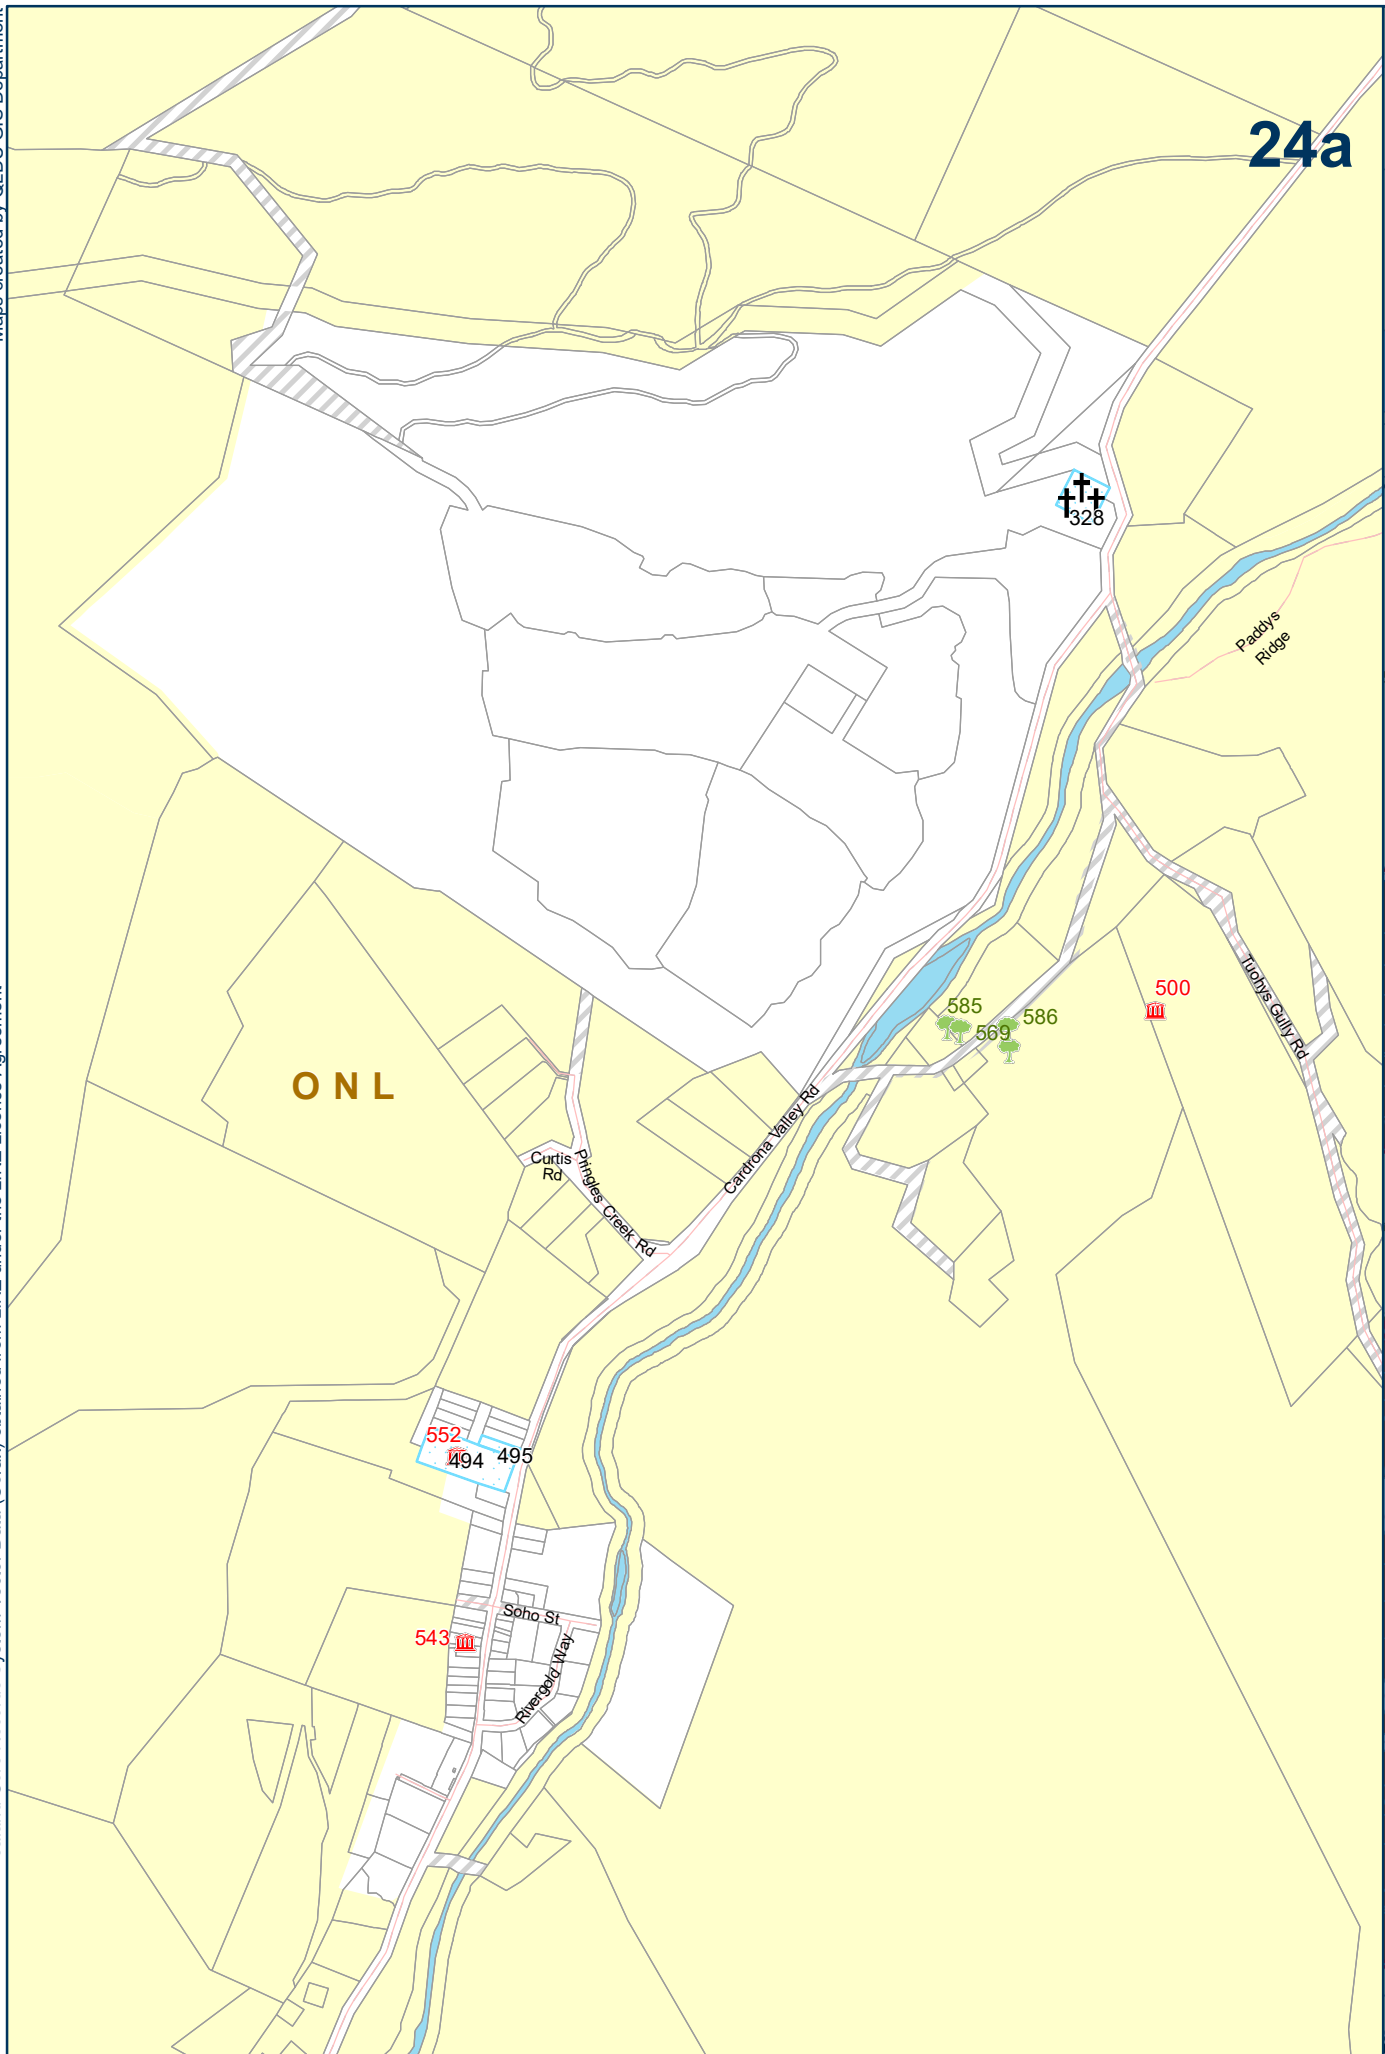 24a
328
Paddys
Ridge
500
585
586
569
Tuohys Gully Rd
O N L
Cardrona Valley Rd
Curtis
Rd
Pringles Creek Rd
552
494
495
Soho St
543
Rivergold Way